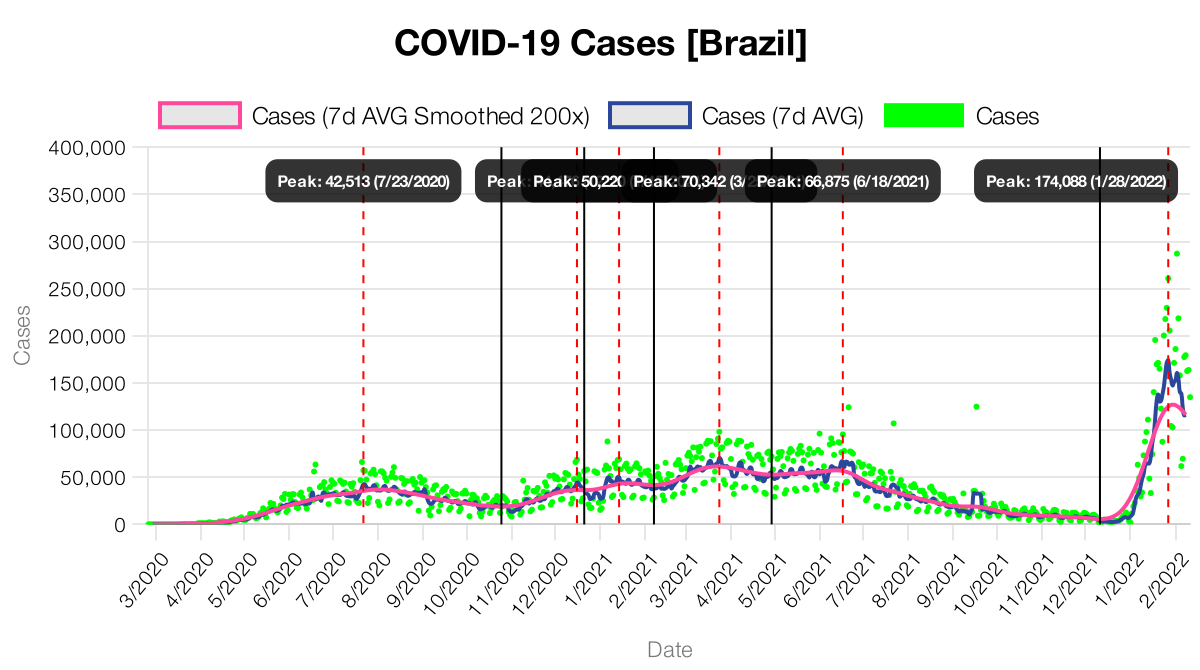 COVID-19 Cases [Brazil]
Cases (7d AVG Smoothed 200x)
Cases (7d AVG)
Cases
400,000
350,000
300,000
250,000
200,000
150,000
100,000
50,000
0
Cases
Peak: 42,513 (7/23/2020)
Peak:
Peak: 50,220
Peak: 70,342 (3/
Peak: 66,875 (6/18/2021)
Peak: 174,088 (1/28/2022)
3/2020
4/2020
5/2020
6/2020
7/2020
8/2020
9/2020
10/2020
11/2020
12/2020
1/2021
2/2021
3/2021
4/2021
5/2021
6/2021
7/2021
8/2021
9/2021
10/2021
11/2021
12/2021
1/2022
2/2022
Date